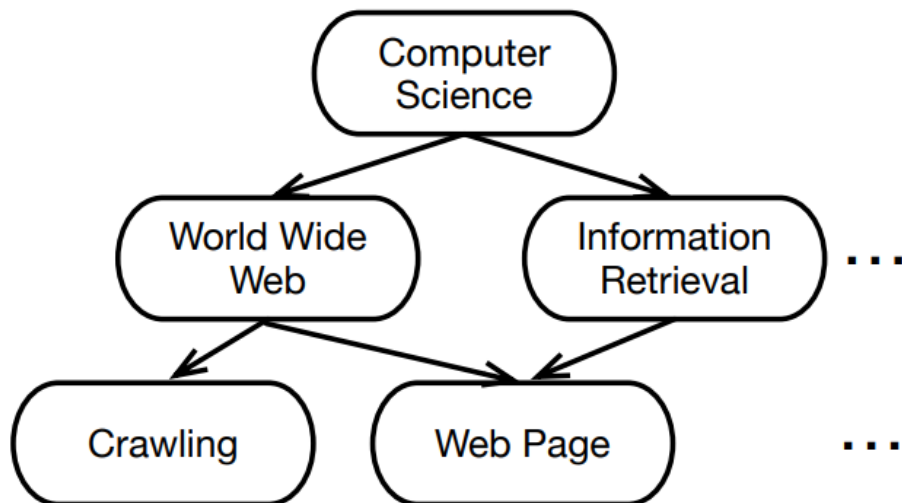 Computer
Science
World Wide
Web
Information
Retrieval
...
Crawling
Web Page
...